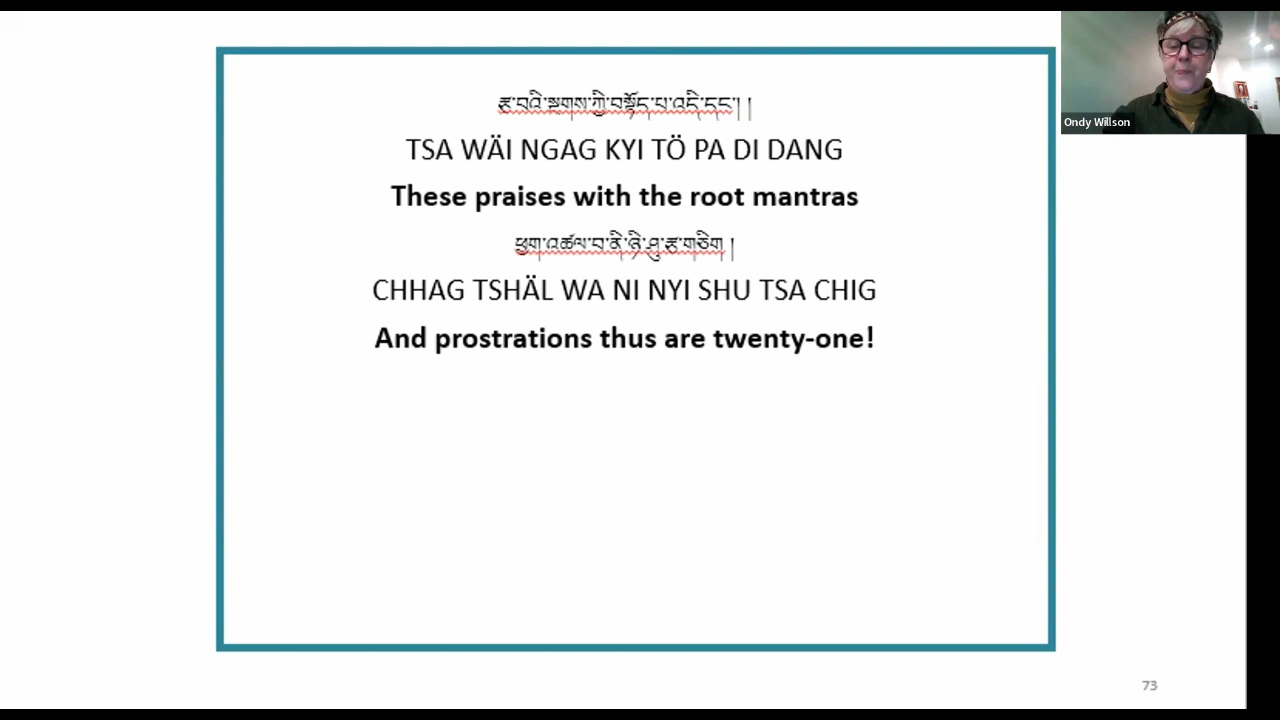 རྩ་བའི་སྔགས་ཀྱི་བསྟོད་པ་འདི་དང་། །
TSA WÄI NGAG KYI TÖ PA DI DANG
These praises with the root mantras
ཕྱག་འཚལ་བ་ནི་ཉི་ཤུ་རྩ་གཅིག །
CHHAG TSHÄL WA NI NYI SHU TSA CHIG
And prostrations thus are twenty-one!
Ondy Willson
73